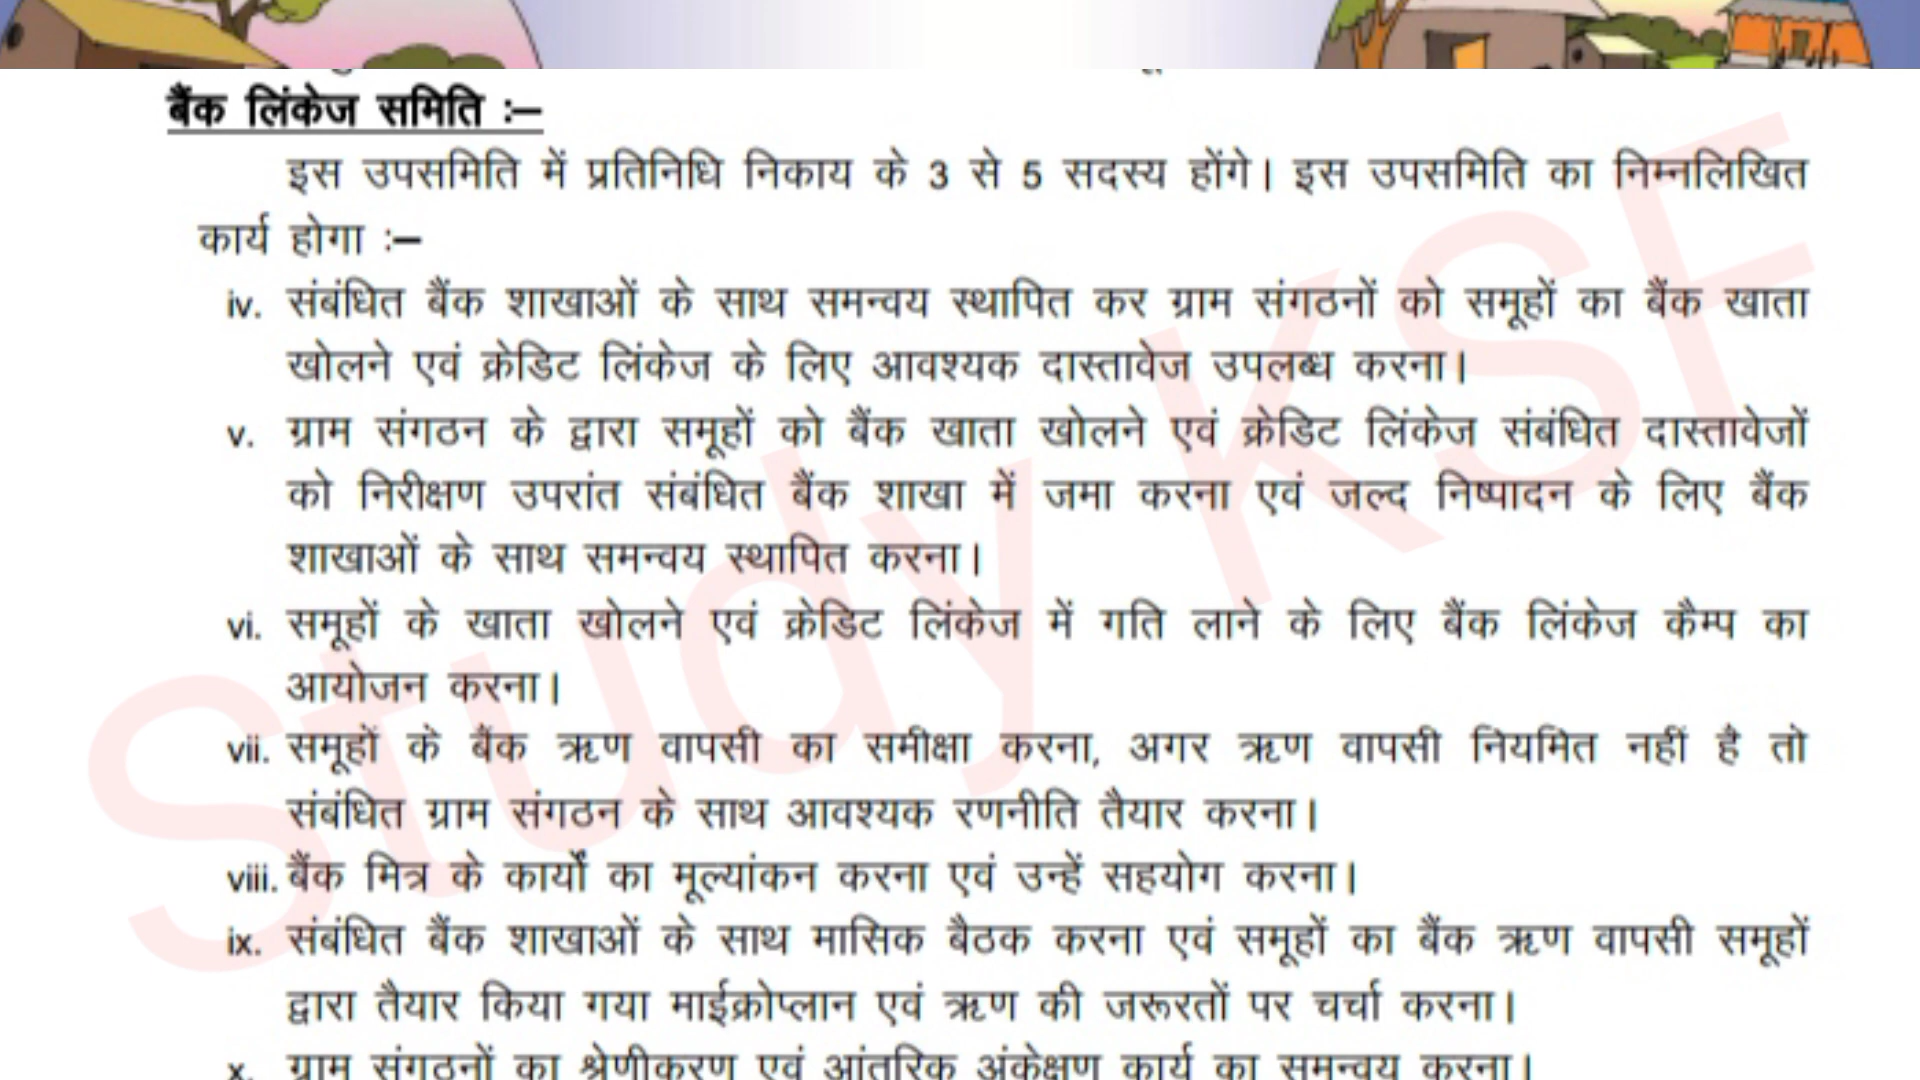 बैंक लिंकेज समिति :–
इस उपसमिति में प्रतिनिधि निकाय के 3 से 5 सदस्य होंगे। इस उपसमिति का निम्नलिखित
कार्य होगा :–
iv. संबंधित बैंक शाखाओं के साथ समन्वय स्थापित कर ग्राम संगठनों को समूहों का बैंक खाता
खोलने एवं क्रेडिट लिंकेज के लिए आवश्यक दास्तावेज उपलब्ध करना।
v. ग्राम संगठन के द्वारा समूहों को बैंक खाता खोलने एवं क्रेडिट लिंकेज संबंधित दास्तावेजों
को निरीक्षण उपरांत संबंधित बैंक शाखा में जमा करना एवं जल्द निष्पादन के लिए बैंक
शाखाओं के साथ समन्वय स्थापित करना।
vi. समूहों के खाता खोलने एवं क्रेडिट लिंकेज में गति लाने के लिए बैंक लिंकेज कैम्प का
आयोजन करना।
vii. समूहों के बैंक ऋण वापसी का समीक्षा करना, अगर ऋण वापसी नियमित नहीं है तो
संबंधित ग्राम संगठन के साथ आवश्यक रणनीति तैयार करना।
viii. बैंक मित्र के कार्यों का मूल्यांकन करना एवं उन्हें सहयोग करना।
ix. संबंधित बैंक शाखाओं के साथ मासिक बैठक करना एवं समूहों का बैंक ऋण वापसी समूहों
द्वारा तैयार किया गया माईक्रोप्लान एवं ऋण की जरूरतों पर चर्चा करना।
x. ग्राम संगठनों का श्रेणीकरण एवं आंतरिक अंकेक्षण कार्य का समन्वय करना।
Study KSF